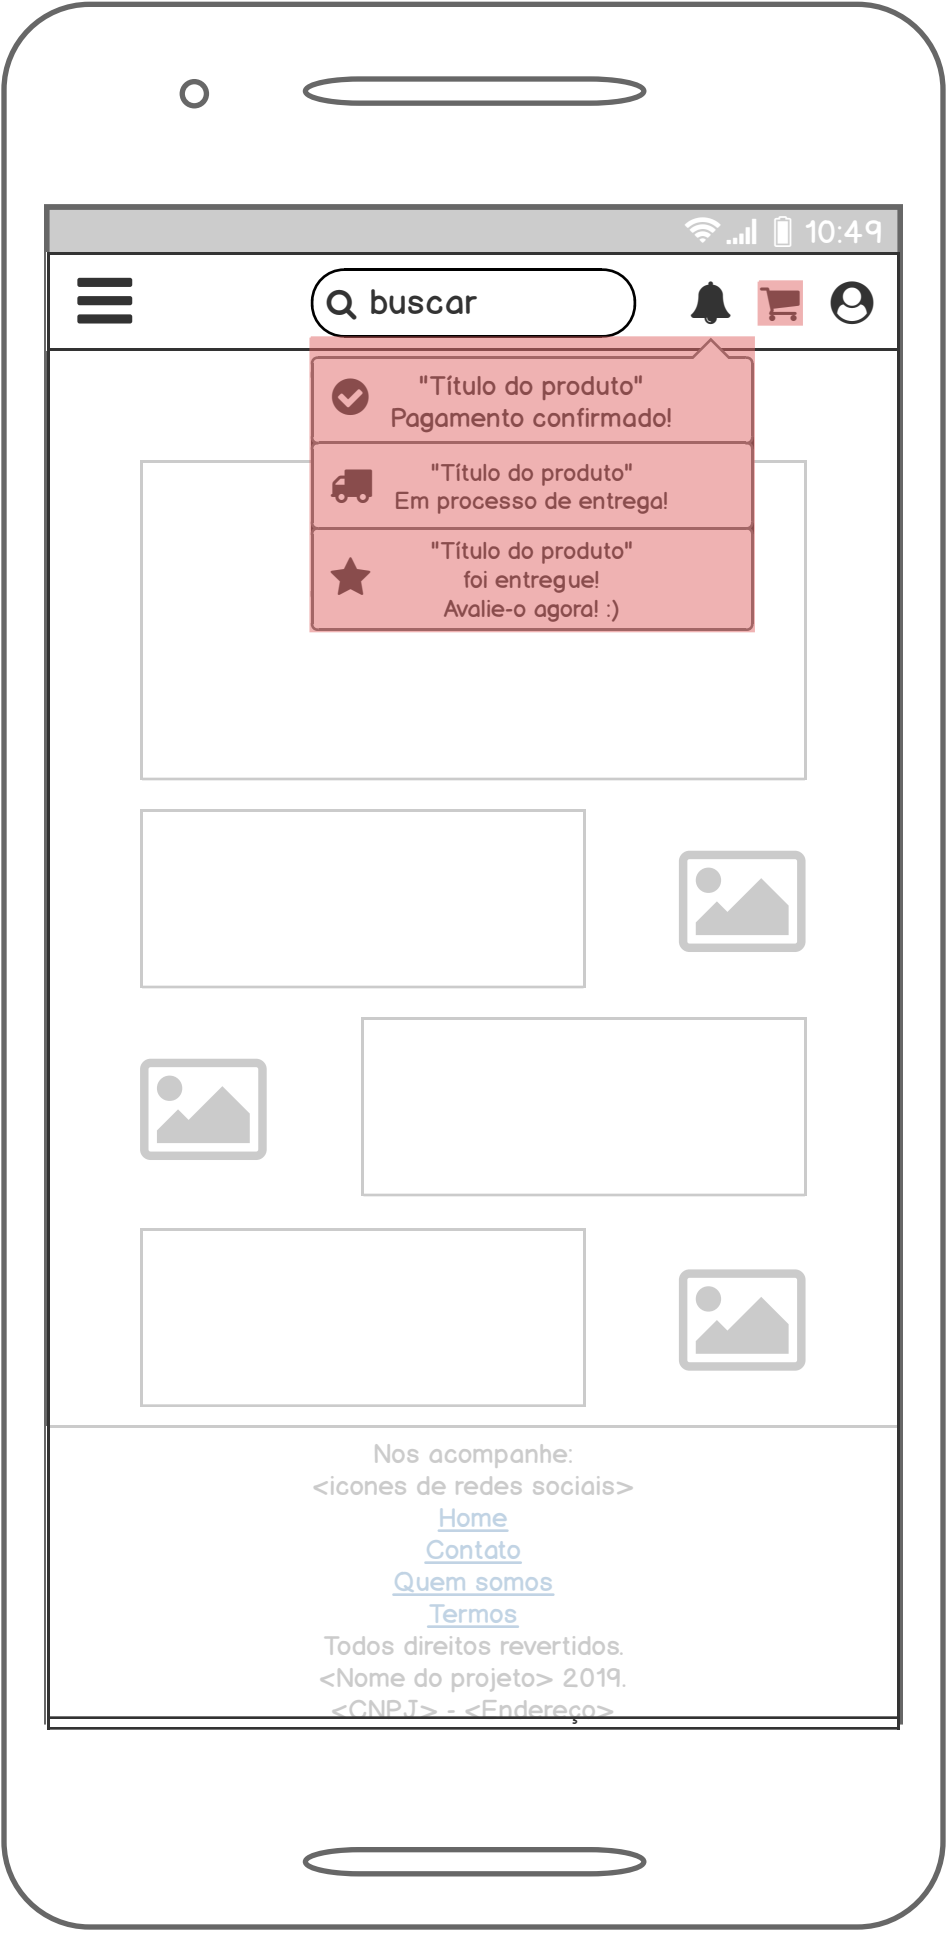 10:49
buscar
"Título do produto"
Pagamento confirmado!
"Título do produto"
Em processo de entrega!
"Título do produto"
foi entregue!
Avalie-o agora! :)
Nos acompanhe:
<icones de redes sociais>
Home
Contato
Quem somos
Termos
Todos direitos revertidos.
<Nome do projeto> 2019.
<CNPJ> - <Endereço>